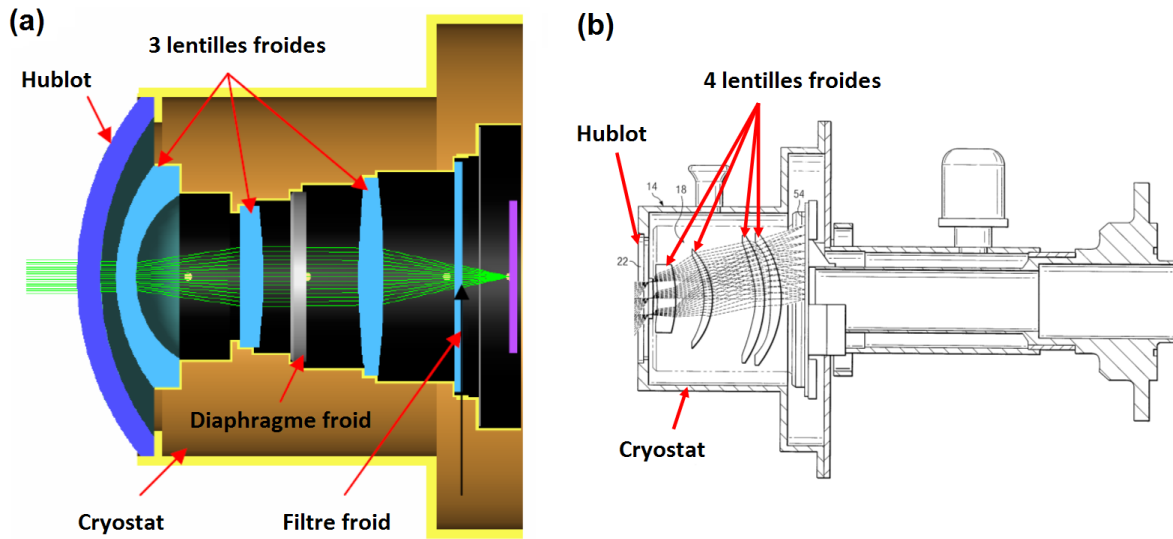 (a)
3 lentilles froides
Hublot
Diaphragme froid
Cryostat
Filtre froid
(b)
4 lentilles froides
Hublot
14
18
54
22
Cryostat